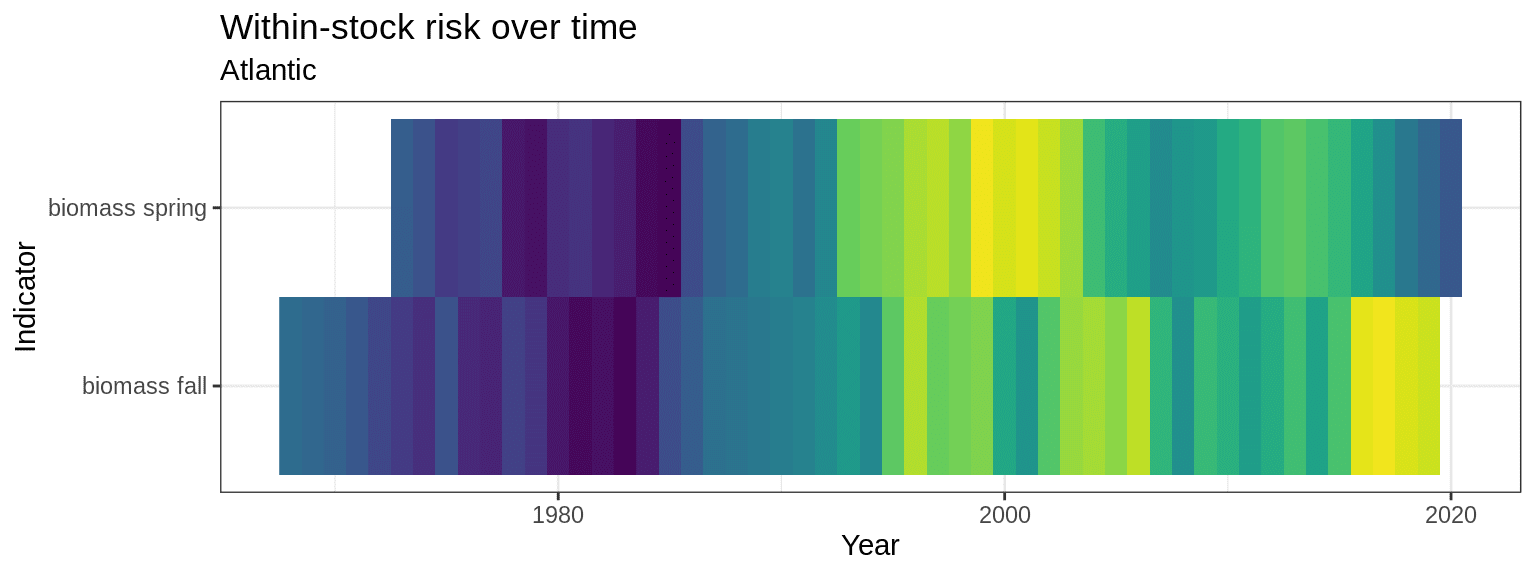 Within-stock risk over time
Atlantic
biomass spring
biomass fall
Indicator
1980
2000
2020
Year